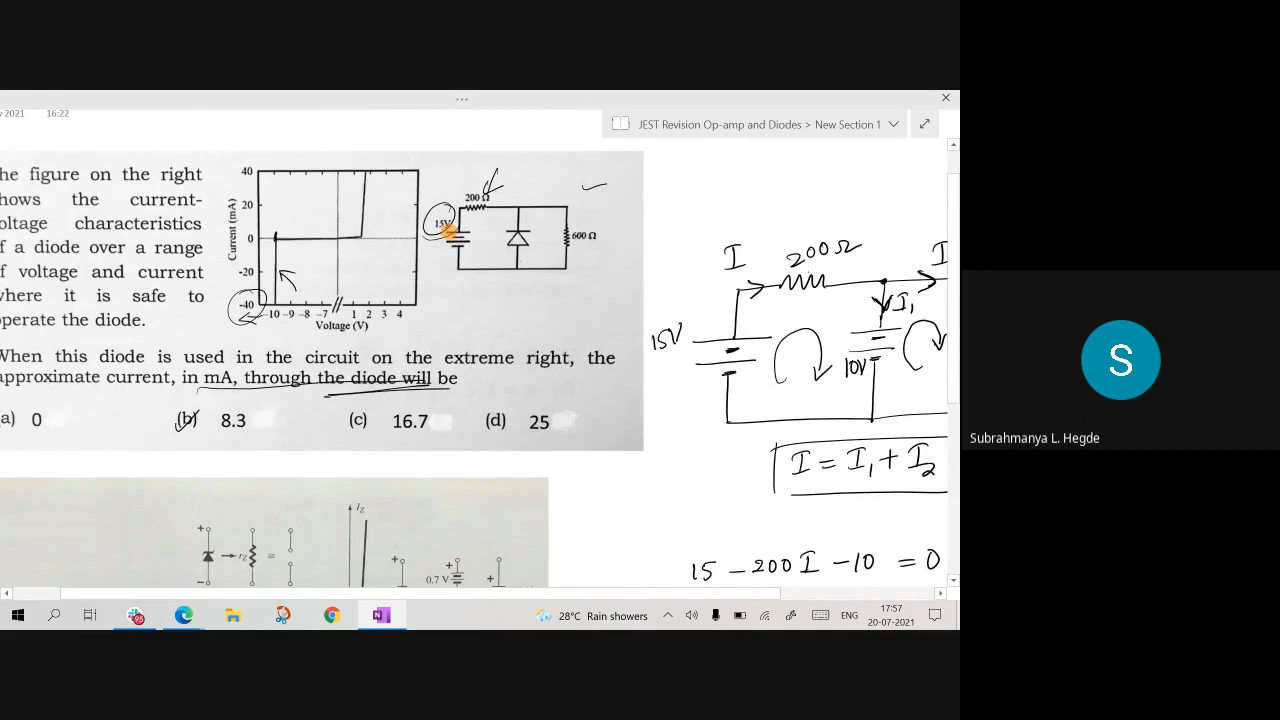 y 2021 16:22
JEST Revision Op-amp and Diodes > New Section 1
he figure on the right
hows the current-
oltage characteristics
f a diode over a range
f voltage and current
where it is safe to
operate the diode.
Current (mA)
40
20
0
-20
-40
-10 -9 -8 -7 1 2 3 4
Voltage (V)
200 Ω
15V
600 Ω
When this diode is used in the circuit on the extreme right, the
approximate current, in mA, through the diode will be
a) 0 (b) 8.3 (c) 16.7 (d) 25
I 200Ω I
I₁
15V
10V
I = I₁ + I₂
15 - 200 I - 10 = 0
I_Z
+
r_Z
=
-
+
+
0.7 V
+
S
Subrahmanya L. Hegde
95
28°C Rain showers
ENG
17:57
20-07-2021